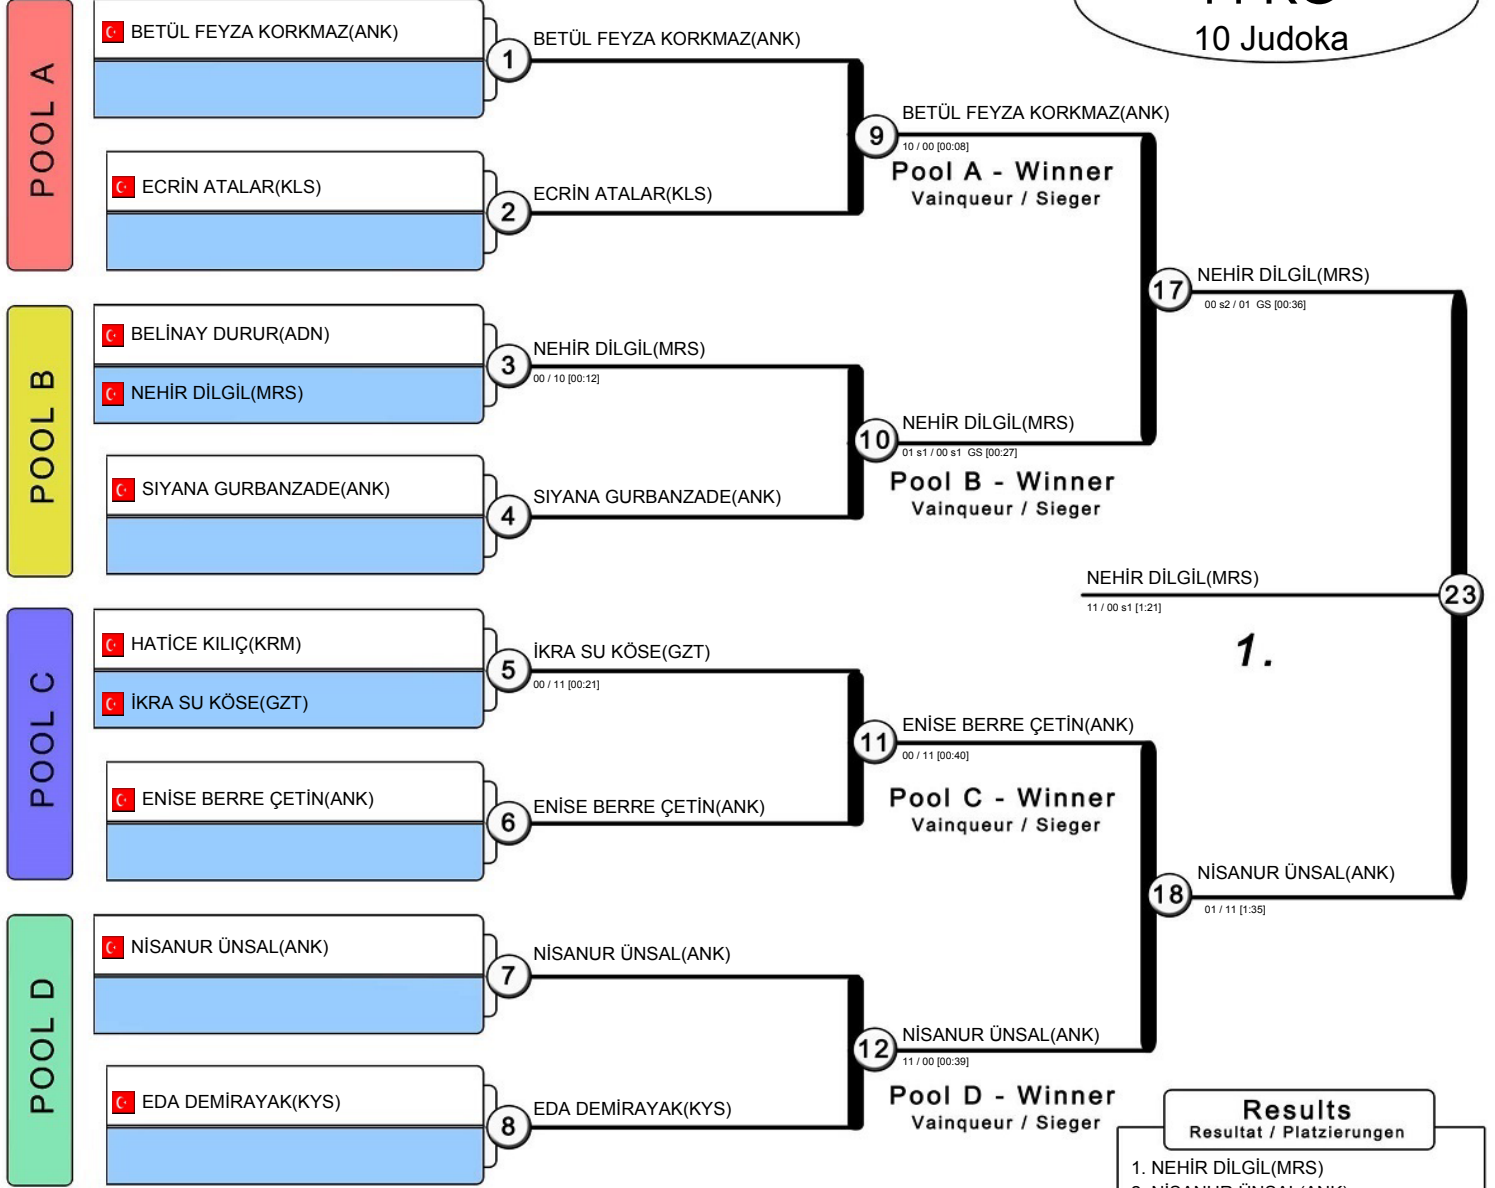 10 Judoka
POOL A
BETÜL FEYZA KORKMAZ(ANK)
1
BETÜL FEYZA KORKMAZ(ANK)
ECRİN ATALAR(KLS)
2
ECRİN ATALAR(KLS)
9
BETÜL FEYZA KORKMAZ(ANK)
10 / 00 [00:08]
Pool A - Winner
Vainqueur / Sieger
POOL B
BELİNAY DURUR(ADN)
NEHİR DİLGİL(MRS)
3
NEHİR DİLGİL(MRS)
00 / 10 [00:12]
SIYANA GURBANZADE(ANK)
4
SIYANA GURBANZADE(ANK)
10
NEHİR DİLGİL(MRS)
01 s1 / 00 s1 GS [00:27]
Pool B - Winner
Vainqueur / Sieger
17
NEHİR DİLGİL(MRS)
00 s2 / 01 GS [00:36]
NEHİR DİLGİL(MRS)
11 / 00 s1 [1:21]
23
1.
POOL C
HATİCE KILIÇ(KRM)
İKRA SU KÖSE(GZT)
5
İKRA SU KÖSE(GZT)
00 / 11 [00:21]
ENİSE BERRE ÇETİN(ANK)
6
ENİSE BERRE ÇETİN(ANK)
11
ENİSE BERRE ÇETİN(ANK)
00 / 11 [00:40]
Pool C - Winner
Vainqueur / Sieger
18
NİSANUR ÜNSAL(ANK)
01 / 11 [1:35]
POOL D
NİSANUR ÜNSAL(ANK)
7
NİSANUR ÜNSAL(ANK)
EDA DEMİRAYAK(KYS)
8
EDA DEMİRAYAK(KYS)
12
NİSANUR ÜNSAL(ANK)
11 / 00 [00:39]
Pool D - Winner
Vainqueur / Sieger
Results
Resultat / Platzierungen
1. NEHİR DİLGİL(MRS)
2. NİSANUR ÜNSAL(ANK)